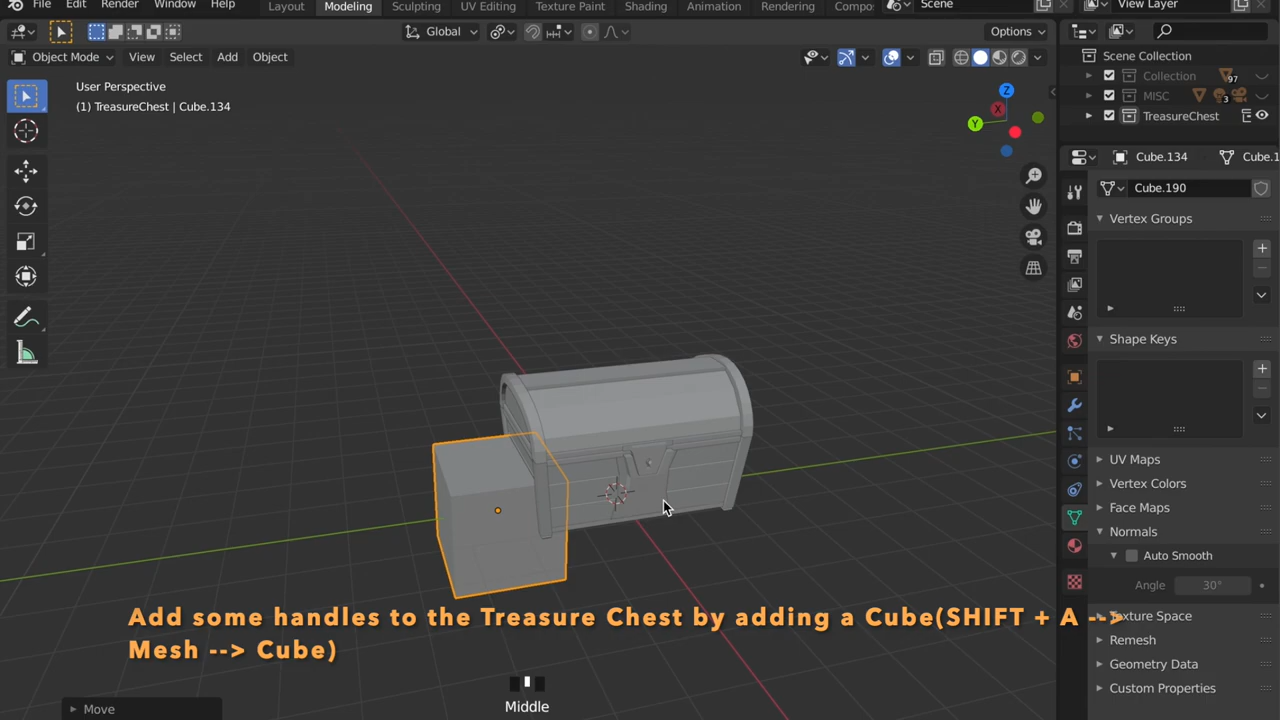 File Edit Render Window Help Layout Modeling Sculpting UV Editing Texture Paint Shading Animation Rendering Compo Scene View Layer
Global Options
Object Mode View Select Add Object
User Perspective
(1) TreasureChest | Cube.134
Z
X
Y
Scene Collection
Collection 97
MISC 3
TreasureChest
Cube.134 Cube.1
Cube.190
Vertex Groups
Shape Keys
UV Maps
Vertex Colors
Face Maps
Normals
Auto Smooth
Angle 30°
Texture Space
Remesh
Geometry Data
Custom Properties
Add some handles to the Treasure Chest by adding a Cube(SHIFT + A -->
Mesh --> Cube)
Middle
Move